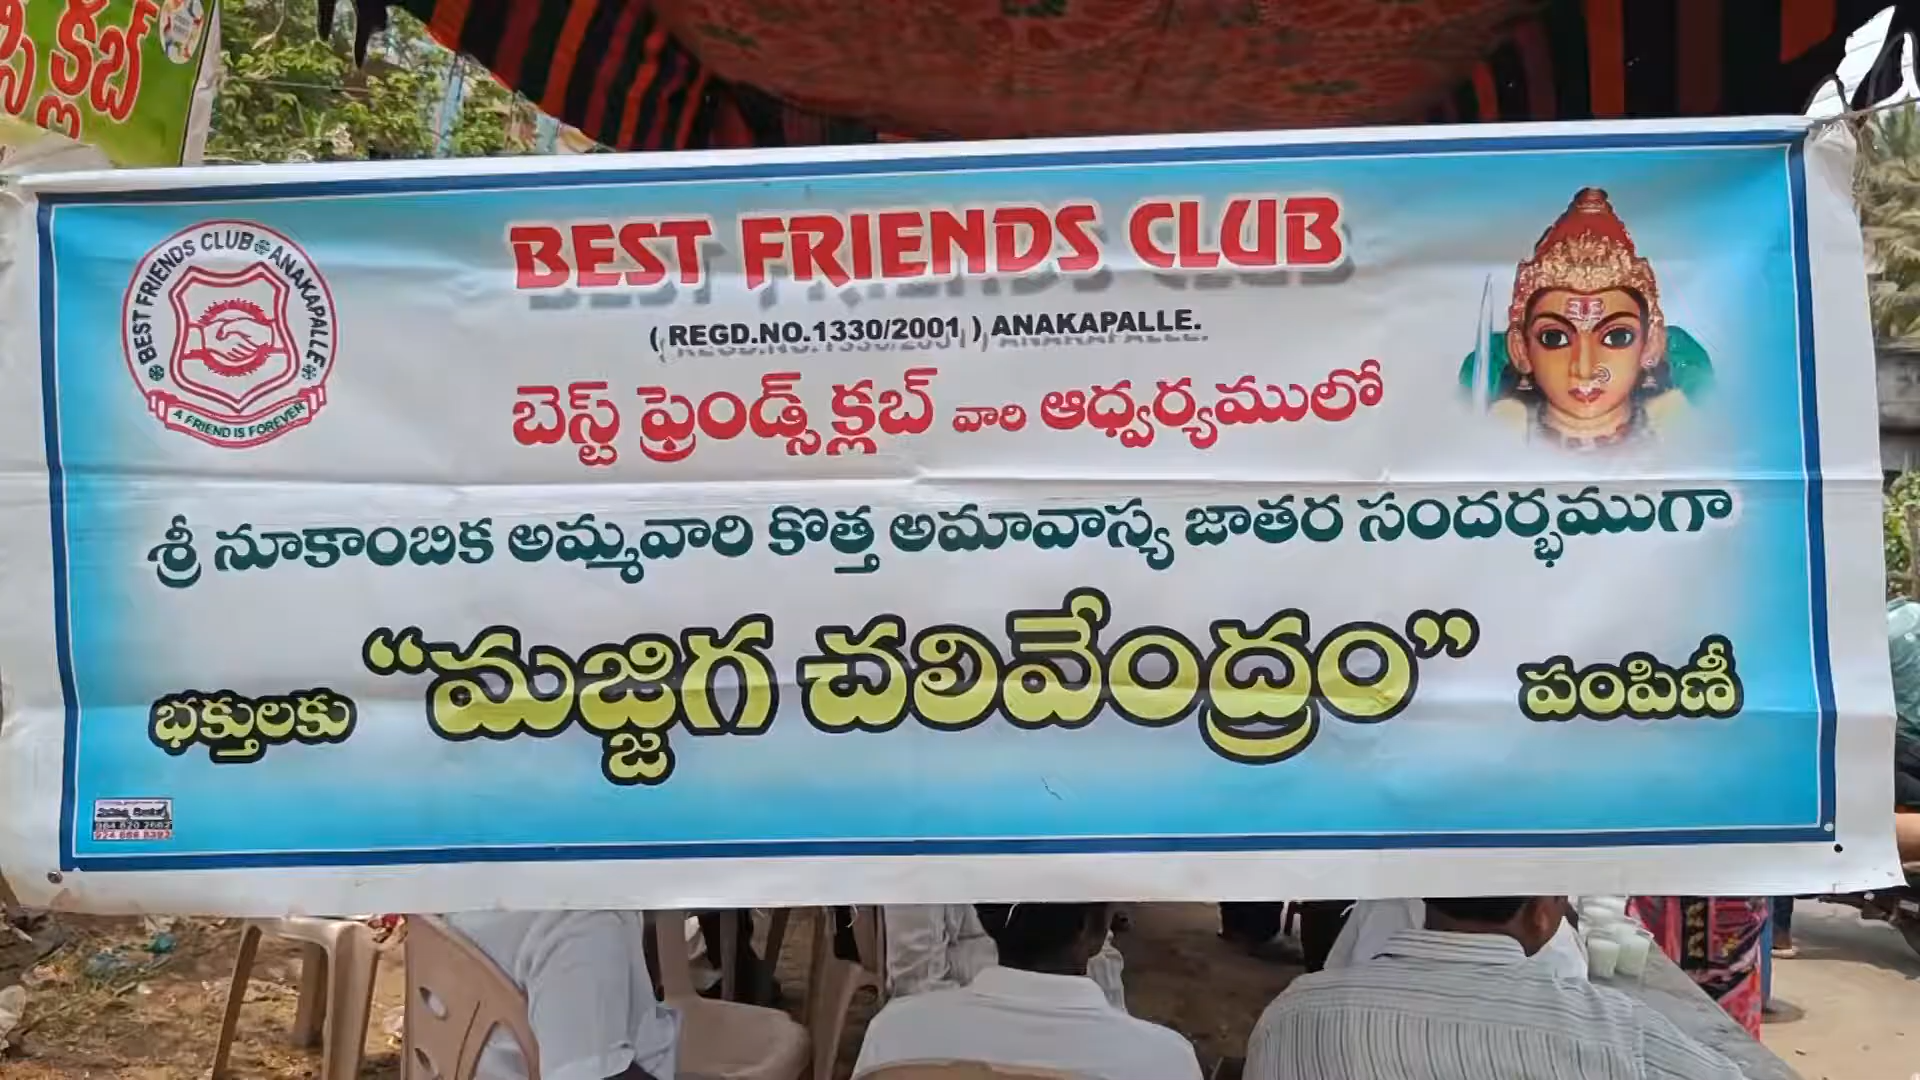 క్లబ్
BEST FRIENDS CLUB ANAKAPALLE
A FRIEND IS FOREVER
BEST FRIENDS CLUB
( REGD.NO.1330/2001 ) ANAKAPALLE.
బెస్ట్ ఫ్రెండ్స్ క్లబ్ వారి ఆధ్వర్యములో
శ్రీ నూకాంబిక అమ్మవారి కొత్త అమావాస్య జాతర సందర్భముగా
భక్తులకు “మజ్జిగ చలివేంద్రం” పంపిణీ